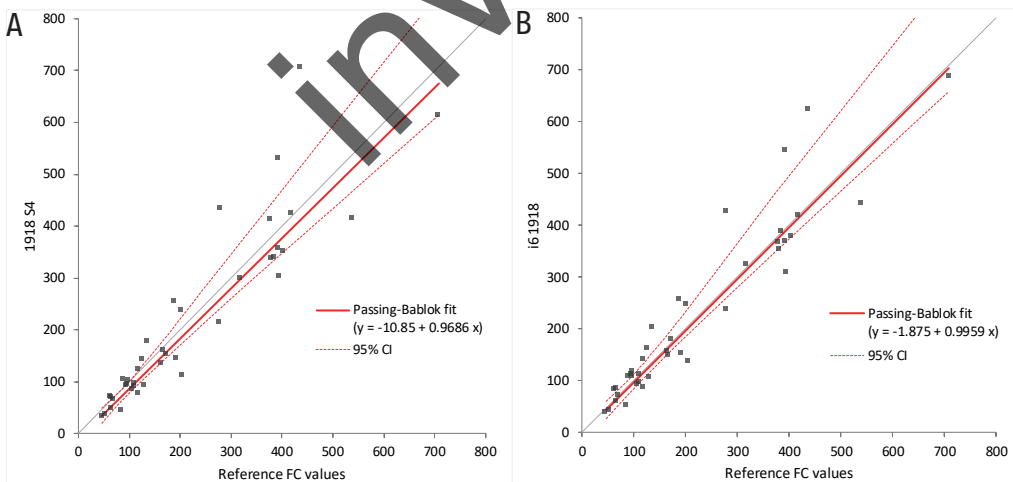 A
800
700
600
500
400
300
200
100
0
1918 S4
0 100 200 300 400 500 600 700 800
Reference FC values
Passing-Bablok fit
(y = -10.85 + 0.9686 x)
95% CI
B
800
700
600
500
400
300
200
100
0
i6 1918
0 100 200 300 400 500 600 700 800
Reference FC values
Passing-Bablok fit
(y = -1.875 + 0.9959 x)
95% CI